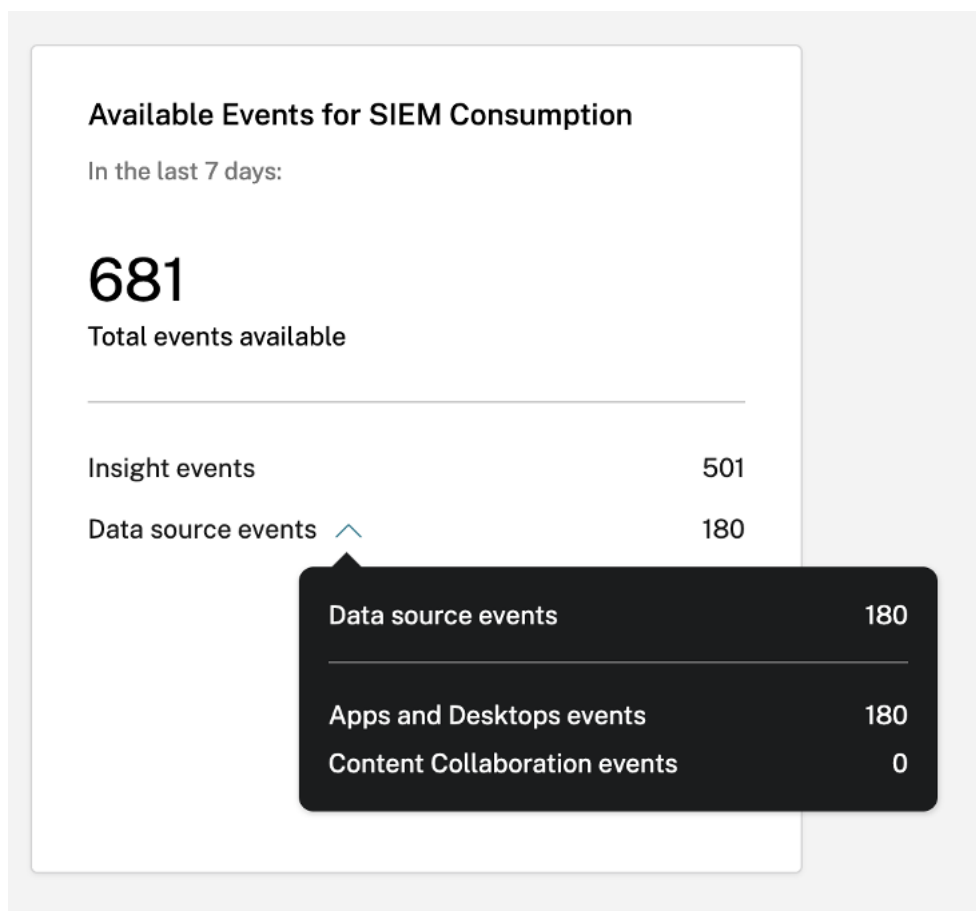 Available Events for SIEM Consumption
In the last 7 days:
681
Total events available
Insight events 501
Data source events 180
Data source events 180
Apps and Desktops events 180
Content Collaboration events 0